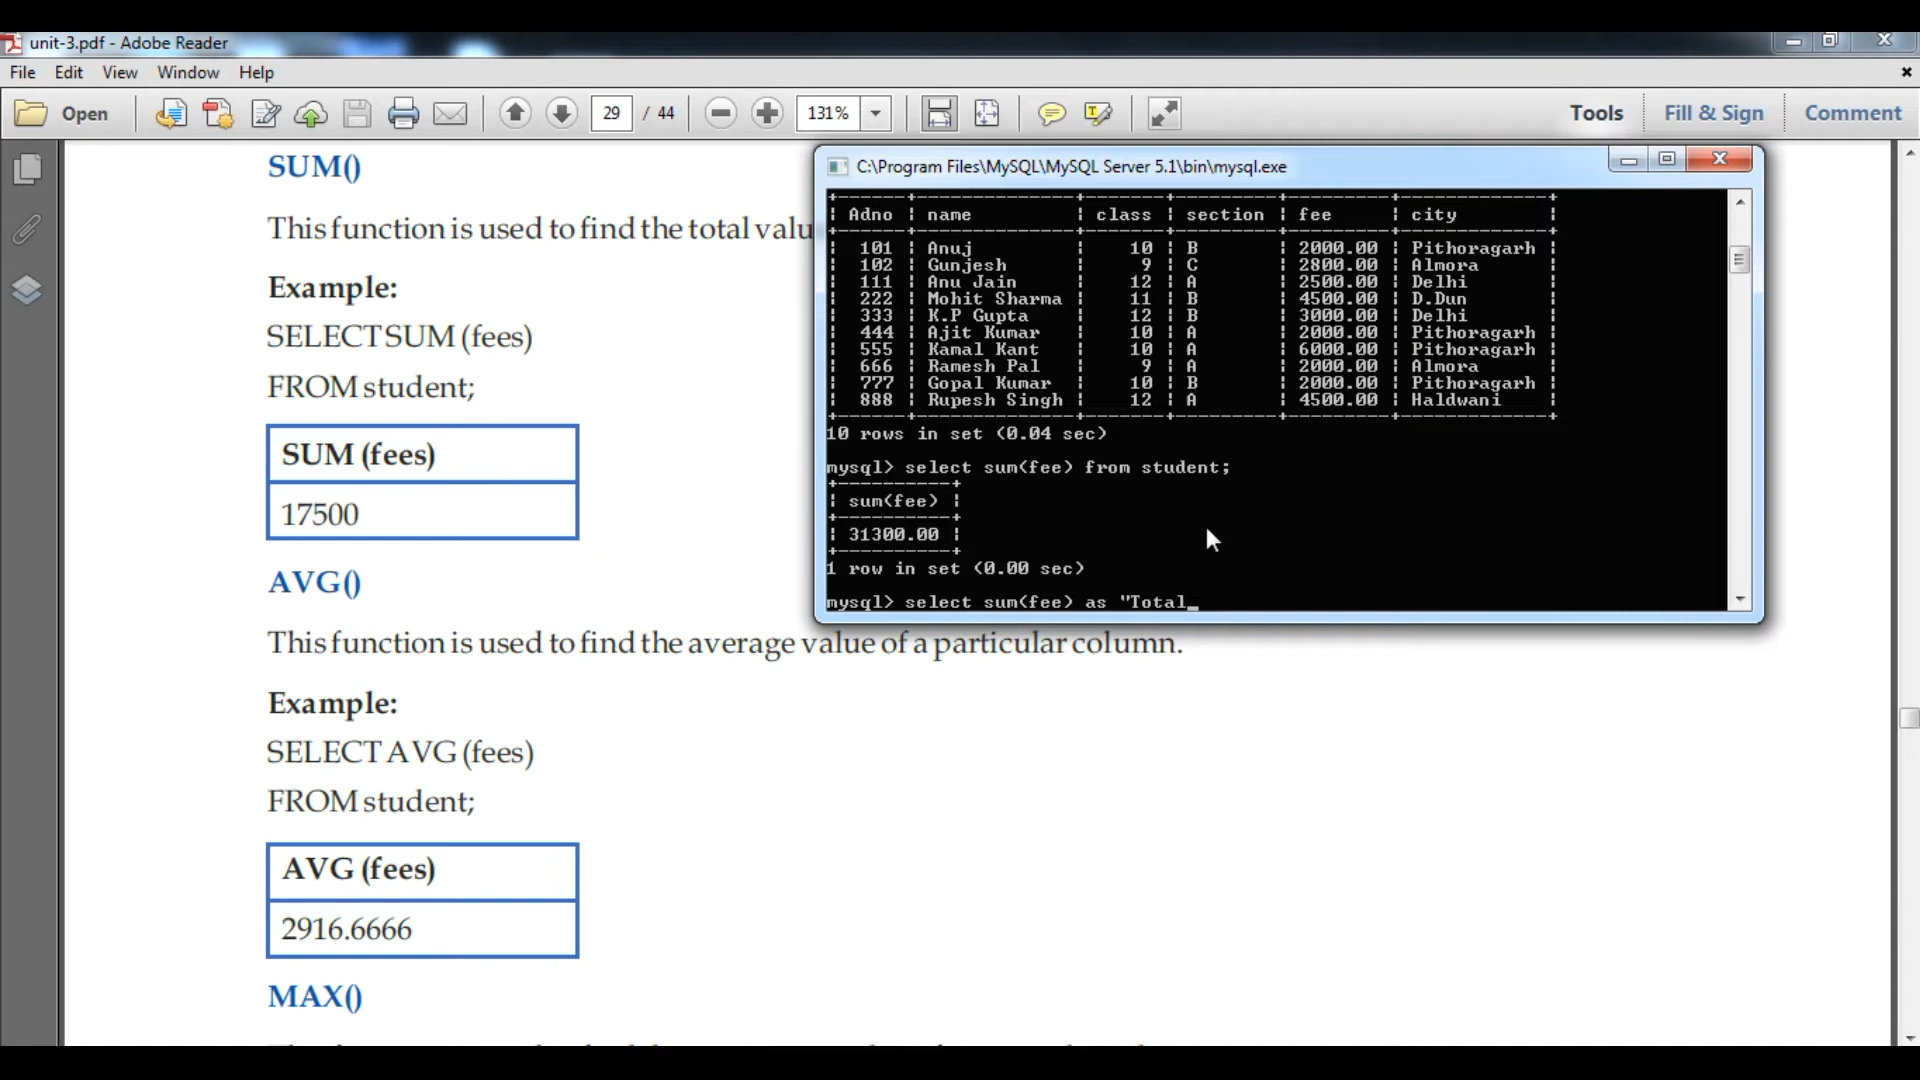 unit-3.pdf - Adobe Reader
File Edit View Window Help
Open 29 / 44 131% Tools Fill & Sign Comment
SUM()
This function is used to find the total valu
Example:
SELECT SUM (fees)
FROM student;
SUM (fees)
17500
AVG()
This function is used to find the average value of a particular column.
Example:
SELECT AVG (fees)
FROM student;
AVG (fees)
2916.6666
MAX()
C:\Program Files\MySQL\MySQL Server 5.1\bin\mysql.exe
| Adno | name | class | section | fee | city |
| 101 | Anuj | 10 | B | 2000.00 | Pithoragarh |
| 102 | Gunjesh | 9 | C | 2800.00 | Almora |
| 111 | Anu Jain | 12 | A | 2500.00 | Delhi |
| 222 | Mohit Sharma | 11 | B | 4500.00 | D.Dun |
| 333 | K.P Gupta | 12 | B | 3000.00 | Delhi |
| 444 | Ajit Kumar | 10 | A | 2000.00 | Pithoragarh |
| 555 | Kamal Kant | 10 | A | 6000.00 | Pithoragarh |
| 666 | Ramesh Pal | 9 | A | 2000.00 | Almora |
| 777 | Gopal Kumar | 10 | B | 2000.00 | Pithoragarh |
| 888 | Rupesh Singh | 12 | A | 4500.00 | Haldwani |
10 rows in set (0.04 sec)
mysql> select sum(fee) from student;
| sum(fee) |
| 31300.00 |
1 row in set (0.00 sec)
mysql> select sum(fee) as "Total_